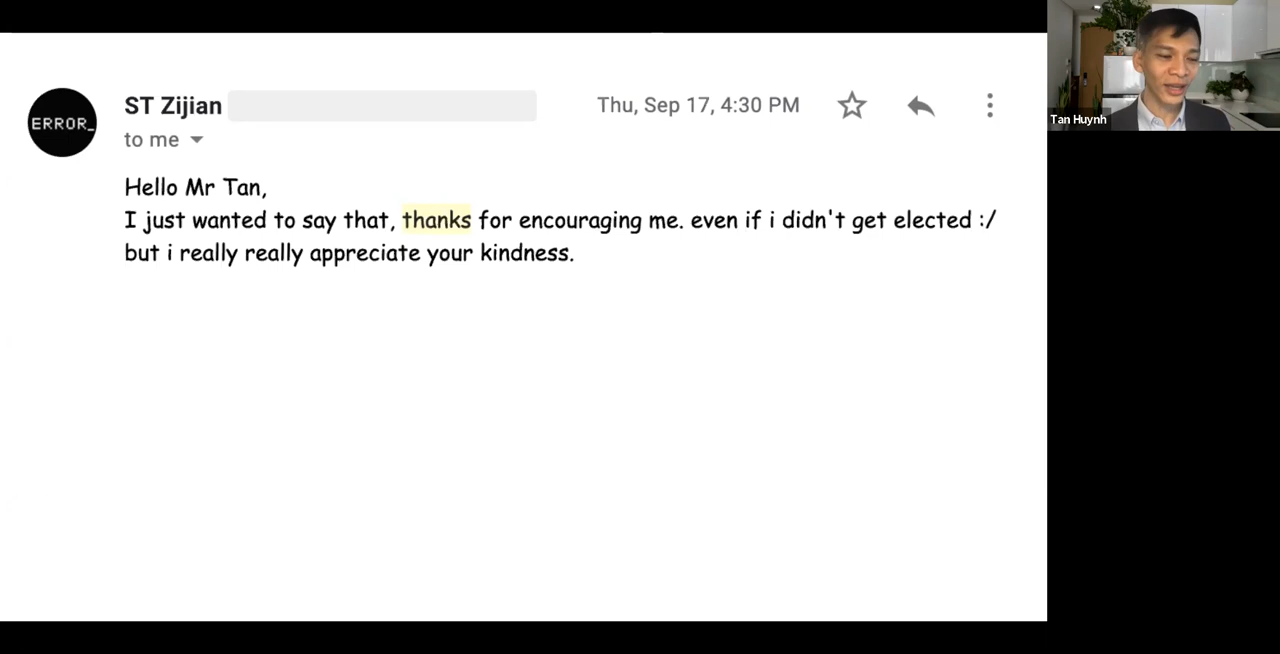 ERROR_
ST Zijian
Thu, Sep 17, 4:30 PM
to me
Hello Mr Tan,
I just wanted to say that, thanks for encouraging me. even if i didn't get elected :/
but i really really appreciate your kindness.
Tan Huynh